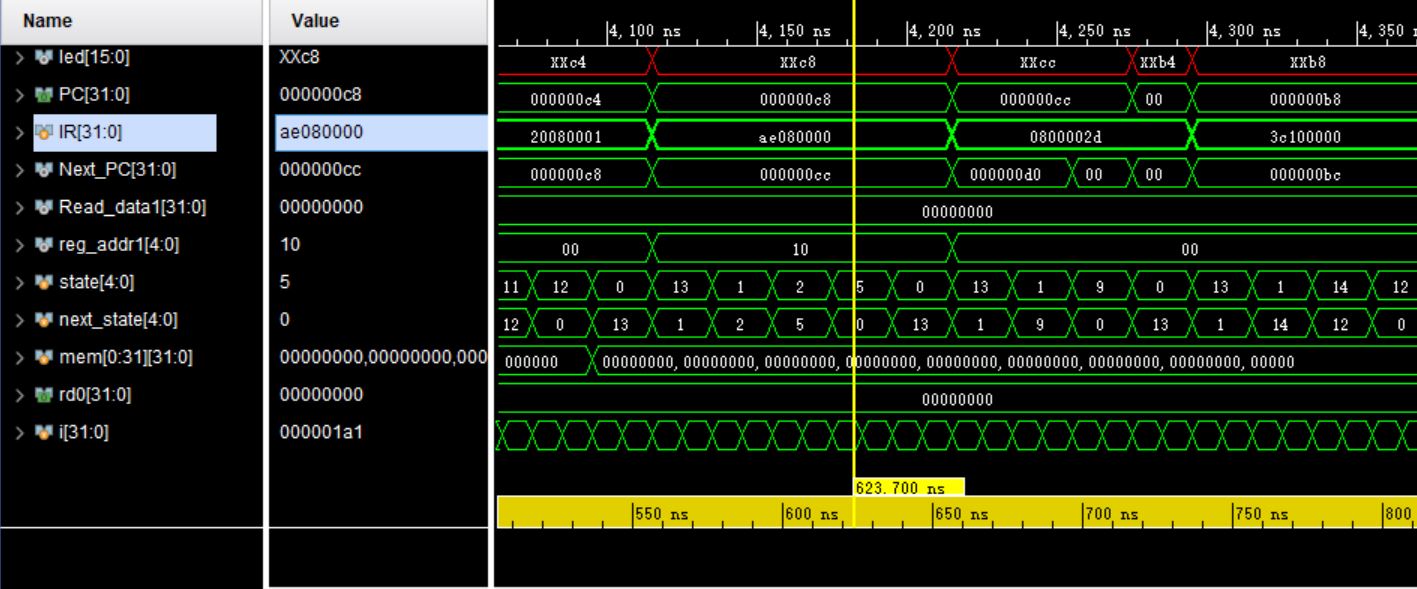 Name Value
4,100 ns 4,150 ns 4,200 ns 4,250 ns 4,300 ns 4,350
led[15:0] XXc8 XXc4 XXc8 XXcc XXb4 XXb8
PC[31:0] 000000c8 000000c4 000000c8 000000cc 00 000000b8
IR[31:0] ae080000 20080001 ae080000 0800002d 3c100000
Next_PC[31:0] 000000cc 000000c8 000000cc 000000d0 00 00 000000bc
Read_data1[31:0] 00000000 00000000
reg_addr1[4:0] 10 00 10 00
state[4:0] 5 11 12 0 13 1 2 5 0 13 1 9 0 13 1 14 12
next_state[4:0] 0 12 0 13 1 2 5 0 13 1 9 0 13 1 14 12 0
mem[0:31][31:0] 00000000,00000000,000 000000 00000000, 00000000, 00000000, 00000000, 00000000, 00000000, 00000000, 00000000, 00000
rd0[31:0] 00000000 00000000
i[31:0] 000001a1
623.700 ns
550 ns 600 ns 650 ns 700 ns 750 ns 800